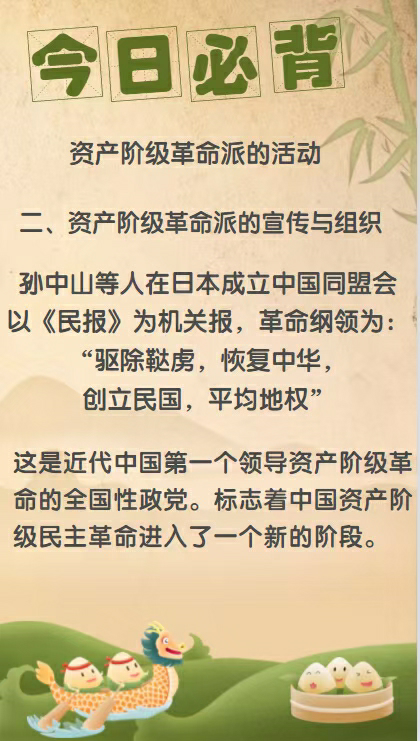 今日必背
资产阶级革命派的活动
二、资产阶级革命派的宣传与组织
孙中山等人在日本成立中国同盟会
以《民报》为机关报，革命纲领为：
“驱除鞑虏，恢复中华，
创立民国，平均地权”
这是近代中国第一个领导资产阶级革
命的全国性政党。标志着中国资产阶
级民主革命进入了一个新的阶段。